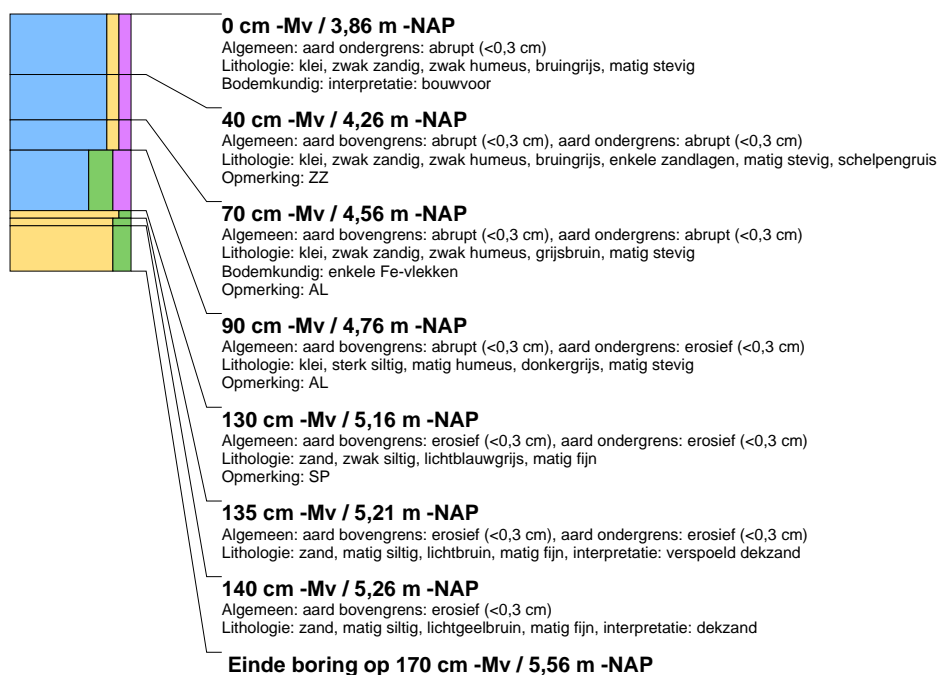 0 cm -Mv / 3,86 m -NAP
Algemeen: aard ondergrens: abrupt (<0,3 cm)
Lithologie: klei, zwak zandig, zwak humeus, bruingrijs, matig stevig
Bodemkundig: interpretatie: bouwvoor
40 cm -Mv / 4,26 m -NAP
Algemeen: aard bovengrens: abrupt (<0,3 cm), aard ondergrens: abrupt (<0,3 cm)
Lithologie: klei, zwak zandig, zwak humeus, bruingrijs, enkele zandlagen, matig stevig, schelpengruis
Opmerking: ZZ
70 cm -Mv / 4,56 m -NAP
Algemeen: aard bovengrens: abrupt (<0,3 cm), aard ondergrens: abrupt (<0,3 cm)
Lithologie: klei, zwak zandig, zwak humeus, grijsbruin, matig stevig
Bodemkundig: enkele Fe-vlekken
Opmerking: AL
90 cm -Mv / 4,76 m -NAP
Algemeen: aard bovengrens: abrupt (<0,3 cm), aard ondergrens: erosief (<0,3 cm)
Lithologie: klei, sterk siltig, matig humeus, donkergrijs, matig stevig
Opmerking: AL
130 cm -Mv / 5,16 m -NAP
Algemeen: aard bovengrens: erosief (<0,3 cm), aard ondergrens: erosief (<0,3 cm)
Lithologie: zand, zwak siltig, lichtblauwgrijs, matig fijn
Opmerking: SP
135 cm -Mv / 5,21 m -NAP
Algemeen: aard bovengrens: erosief (<0,3 cm), aard ondergrens: erosief (<0,3 cm)
Lithologie: zand, matig siltig, lichtbruin, matig fijn, interpretatie: verspoeld dekzand
140 cm -Mv / 5,26 m -NAP
Algemeen: aard bovengrens: erosief (<0,3 cm)
Lithologie: zand, matig siltig, lichtgeelbruin, matig fijn, interpretatie: dekzand
Einde boring op 170 cm -Mv / 5,56 m -NAP